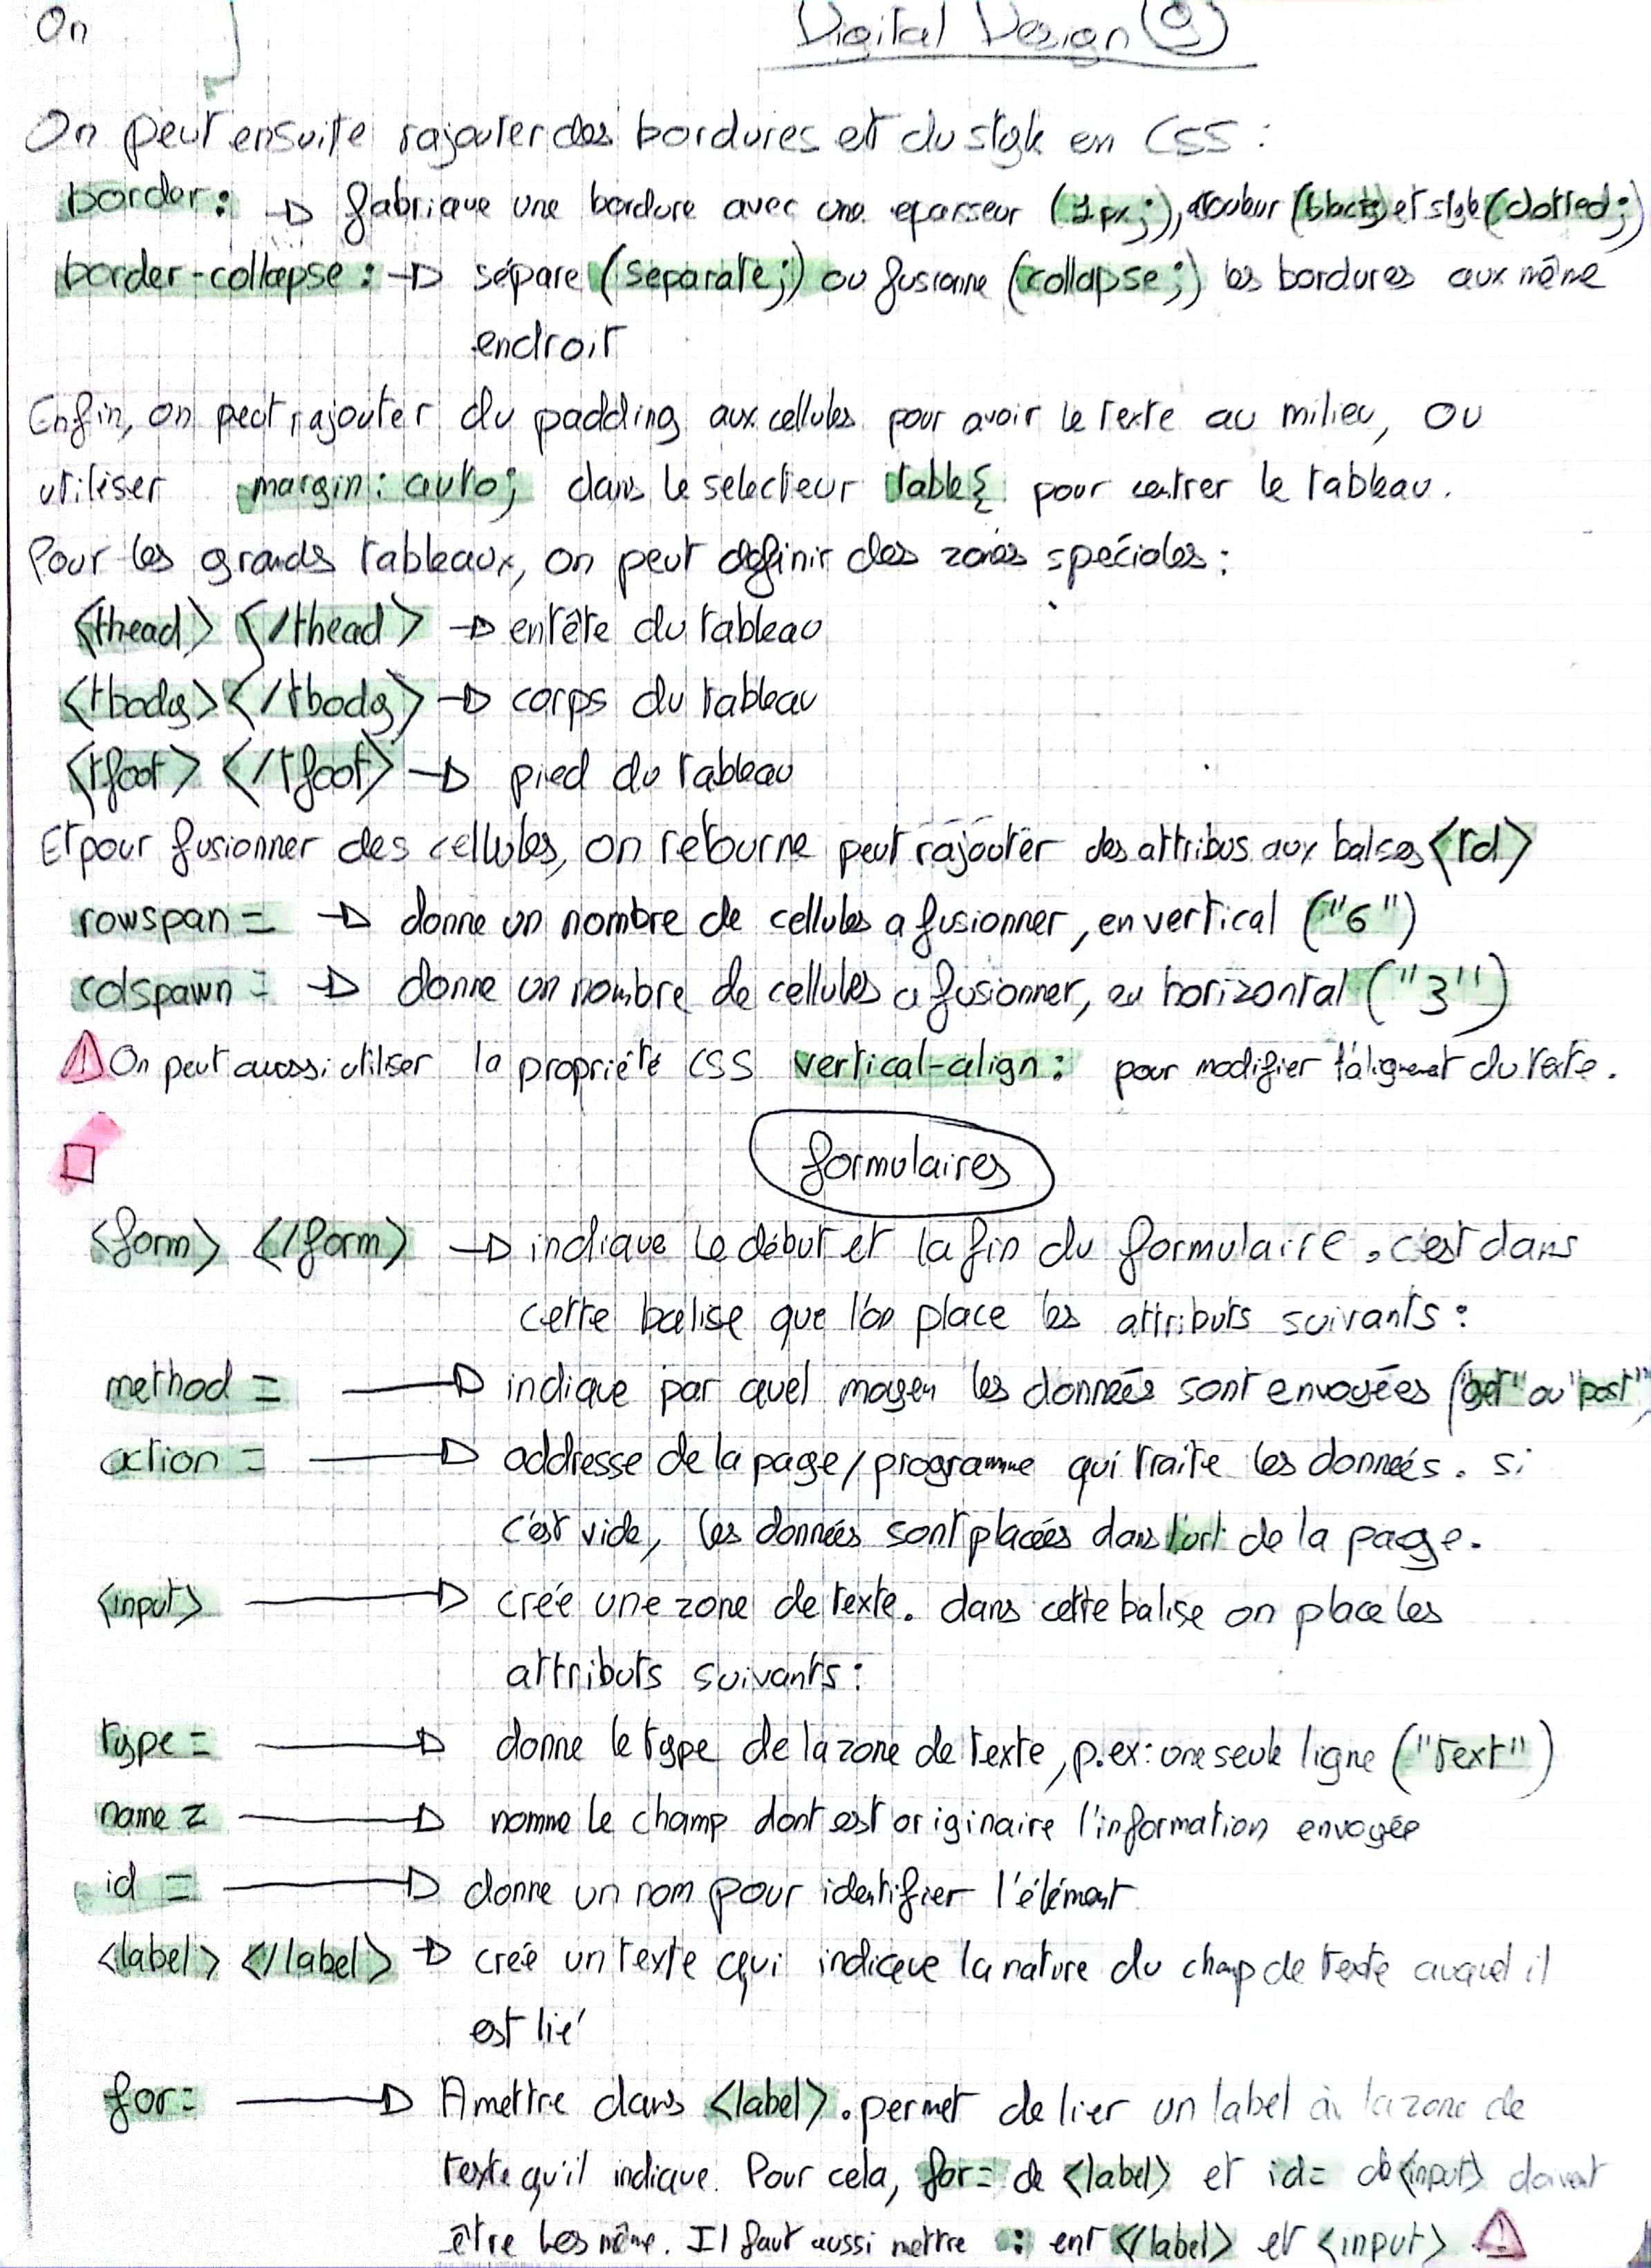 On
Digital Design
On peut ensuite rajouter des bordures et du style en CSS :
border: → fabrique une bordure avec une epaisseur (1px;), couleur (black;) et style (dotted;)
border-collapse : → sépare (separate;) ou fusionne (collapse;) les bordures aux même
endroit
Enfin, on peut rajouter du padding aux cellules pour avoir le texte au milieu, ou
utiliser margin: auto; dans le selecteur table{ pour centrer le tableau.
Pour les grands tableaux, on peut définir des zones spéciales :
<thead> </thead> → entête du tableau
<tbody> </tbody> → corps du tableau
<tfoot> </tfoot> → pied du tableau
Et pour fusionner des cellules, on retourne peut rajouter des attribus aux balses <td>
rowspan= → donne un nombre de cellules a fusionner, en vertical ("6")
colspawn= → donne un nombre de cellules a fusionner, en horizontal ("3")
⚠ On peut aussi utiliser la propriété CSS vertical-align: pour modifier du texte.
formulaires
<form> </form> → indique le début et la fin du formulaire. c'est dans
cette balise que l'on place les attributs suivants :
method = → indique par quel moyen les données sont envoyées ("get" ou "post")
action = → addresse de la page/programme qui traite les données. si
c'est vide, les données sont placées dans de la page.
<input> → crée une zone de texte. dans cette balise on place les
attributs suivants :
type = → donne le type de la zone de texte, p.ex: une seule ligne ("text")
name = → nomme le champ dont est originaire l'information envoyée
id = → donne un nom pour identifier l'élément
<label> </label> → crée un texte qui indique la nature du champ de texte auquel il
est lié
for= → A mettre dans <label>. permet de lier un label à la zone de
texte qu'il indique. Pour cela, for= de <label> et id= de <input> doivent
être les même. Il faut aussi mettre : ent </label> et <input> ⚠